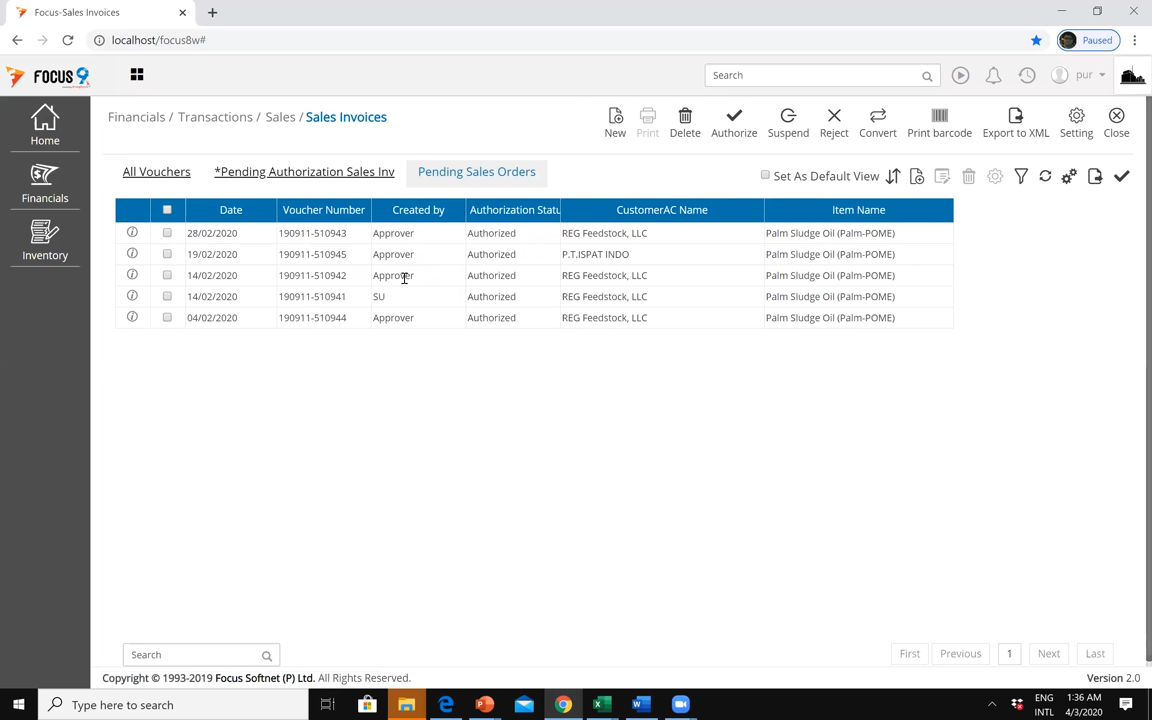 Focus-Sales Invoices
localhost/focus8w#
Paused
FOCUS 9
Search
pur
Financials / Transactions / Sales / Sales Invoices
New
Print
Delete
Authorize
Suspend
Reject
Convert
Print barcode
Export to XML
Setting
Close
Home
Financials
Inventory
All Vouchers
*Pending Authorization Sales Inv
Pending Sales Orders
Set As Default View
Date Voucher Number Created by Authorization Statu CustomerAC Name Item Name
28/02/2020 190911-510943 Approver Authorized REG Feedstock, LLC Palm Sludge Oil (Palm-POME)
19/02/2020 190911-510945 Approver Authorized P.T.ISPAT INDO Palm Sludge Oil (Palm-POME)
14/02/2020 190911-510942 Approver Authorized REG Feedstock, LLC Palm Sludge Oil (Palm-POME)
14/02/2020 190911-510941 SU Authorized REG Feedstock, LLC Palm Sludge Oil (Palm-POME)
04/02/2020 190911-510944 Approver Authorized REG Feedstock, LLC Palm Sludge Oil (Palm-POME)
Search
First Previous 1 Next Last
Copyright © 1993-2019 Focus Softnet (P) Ltd. All Rights Reserved.
Version 2.0
Type here to search
ENG
INTL
1:36 AM
4/3/2020